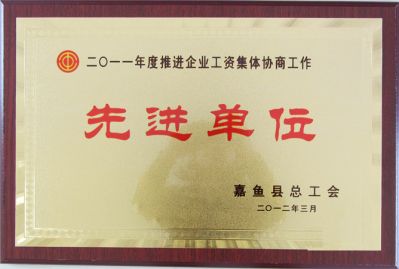 二〇一一年度推进企业工资集体协商工作
先进单位
嘉鱼县总工会
二〇一二年三月